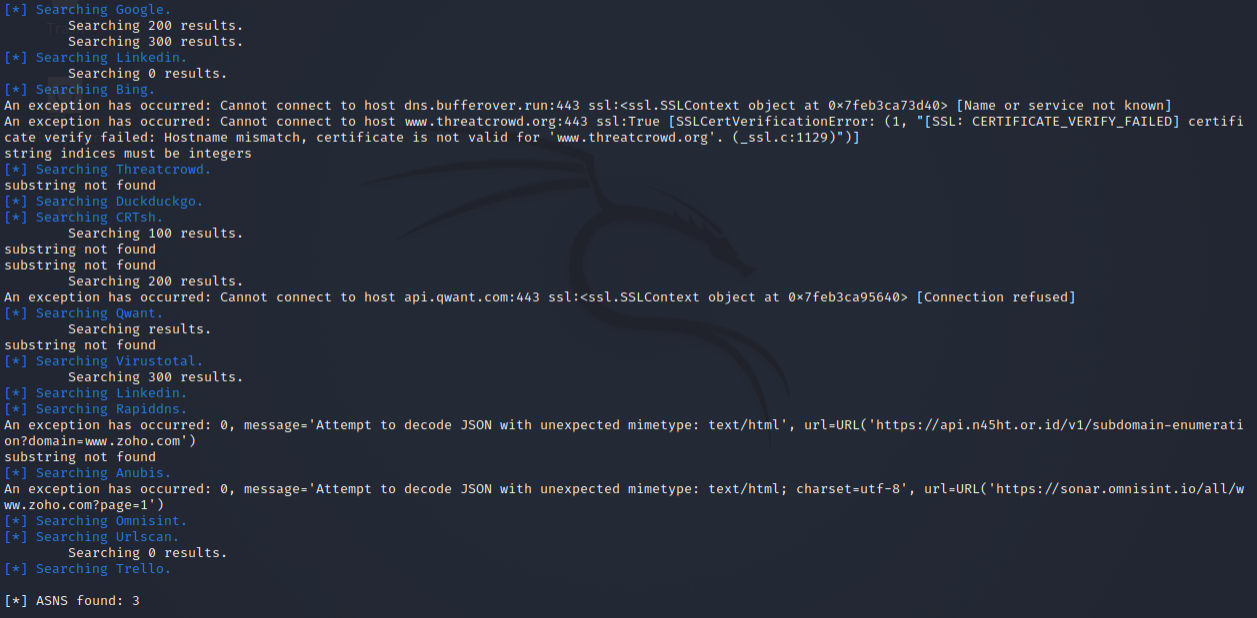 [*] Searching Google.
        Searching 200 results.
        Searching 300 results.
[*] Searching Linkedin.
        Searching 0 results.
[*] Searching Bing.
An exception has occurred: Cannot connect to host dns.bufferover.run:443 ssl:<ssl.SSLContext object at 0×7feb3ca73d40> [Name or service not known]
An exception has occurred: Cannot connect to host www.threatcrowd.org:443 ssl:True [SSLCertVerificationError: (1, "[SSL: CERTIFICATE_VERIFY_FAILED] certifi
cate verify failed: Hostname mismatch, certificate is not valid for 'www.threatcrowd.org'. (_ssl.c:1129)")]
string indices must be integers
[*] Searching Threatcrowd.
substring not found
[*] Searching Duckduckgo.
[*] Searching CRTsh.
        Searching 100 results.
substring not found
substring not found
        Searching 200 results.
An exception has occurred: Cannot connect to host api.qwant.com:443 ssl:<ssl.SSLContext object at 0×7feb3ca95640> [Connection refused]
[*] Searching Qwant.
        Searching results.
substring not found
[*] Searching Virustotal.
        Searching 300 results.
[*] Searching Linkedin.
[*] Searching Rapiddns.
An exception has occurred: 0, message='Attempt to decode JSON with unexpected mimetype: text/html', url=URL('https://api.n45ht.or.id/v1/subdomain-enumerati
on?domain=www.zoho.com')
substring not found
[*] Searching Anubis.
An exception has occurred: 0, message='Attempt to decode JSON with unexpected mimetype: text/html; charset=utf-8', url=URL('https://sonar.omnisint.io/all/w
ww.zoho.com?page=1')
[*] Searching Omnisint.
[*] Searching Urlscan.
        Searching 0 results.
[*] Searching Trello.

[*] ASNS found: 3